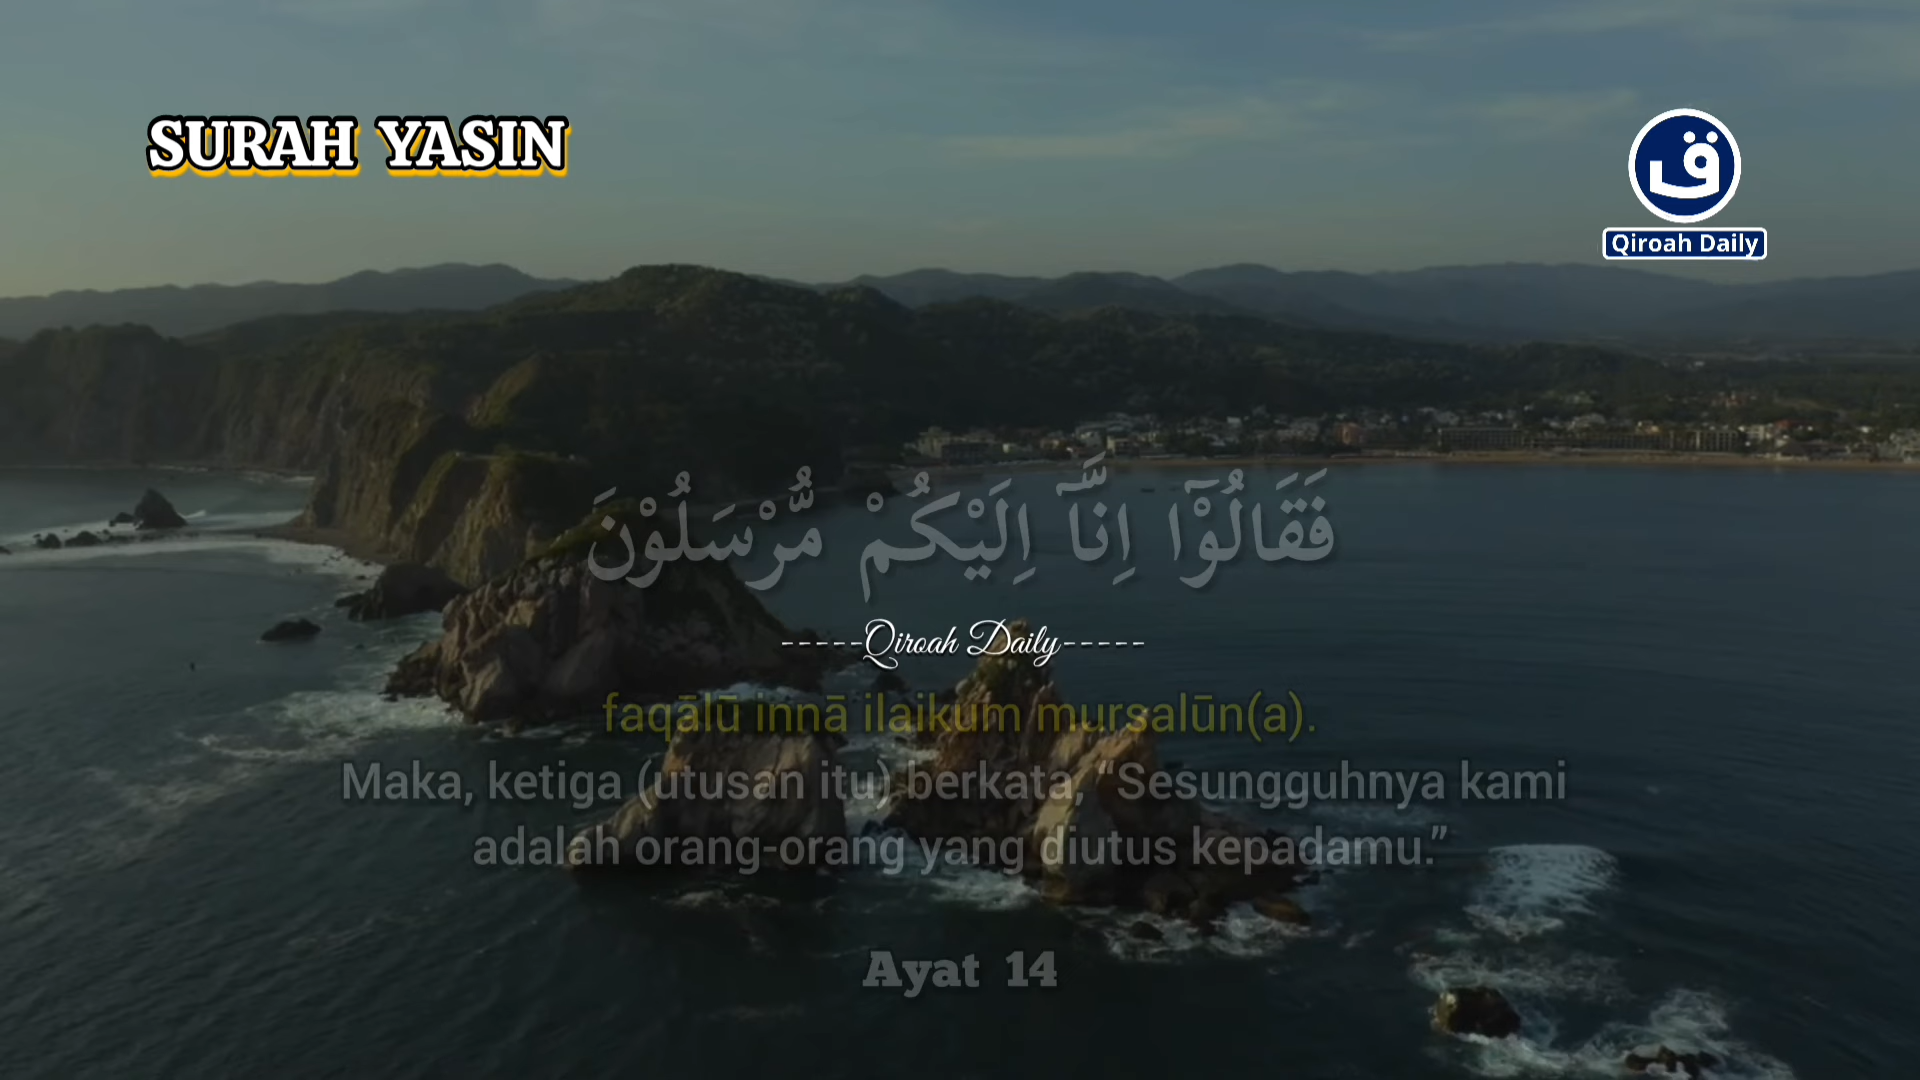 SURAH YASIN
ق
Qiroah Daily
فَقَالُوْٓا اِنَّآ اِلَيْكُمْ مُّرْسَلُوْنَ
-----Qiroah Daily-----
faqālū innā ilaikum mursalūn(a).
Maka, ketiga (utusan itu) berkata, “Sesungguhnya kami
adalah orang-orang yang diutus kepadamu.”
Ayat 14